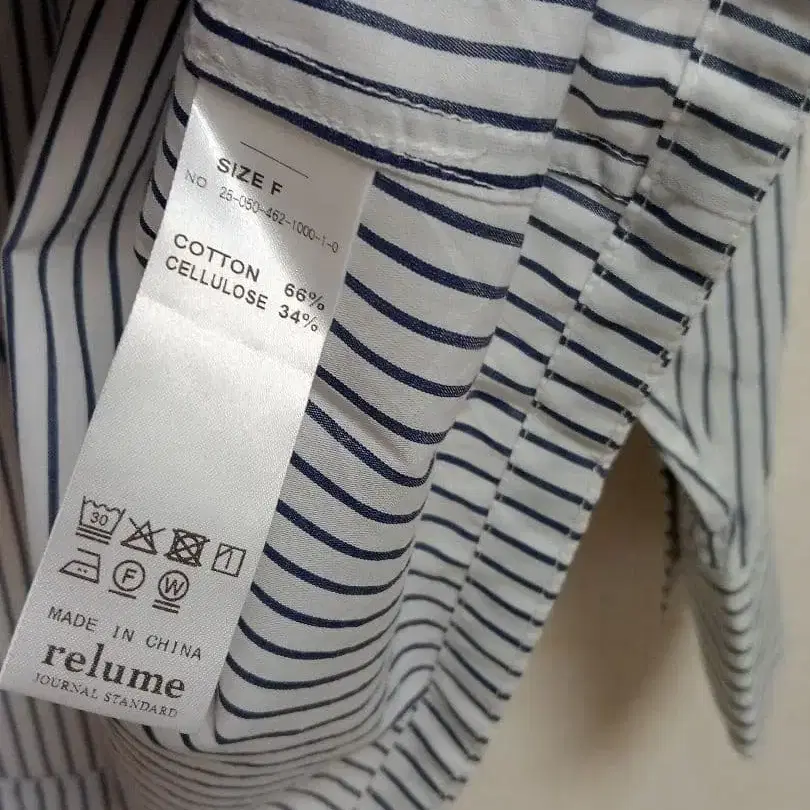 SIZE F
NO 25-050-462-1000-1-0
COTTON 66%
CELLULOSE 34%
30
F W
MADE IN CHINA
relume
JOURNAL STANDARD